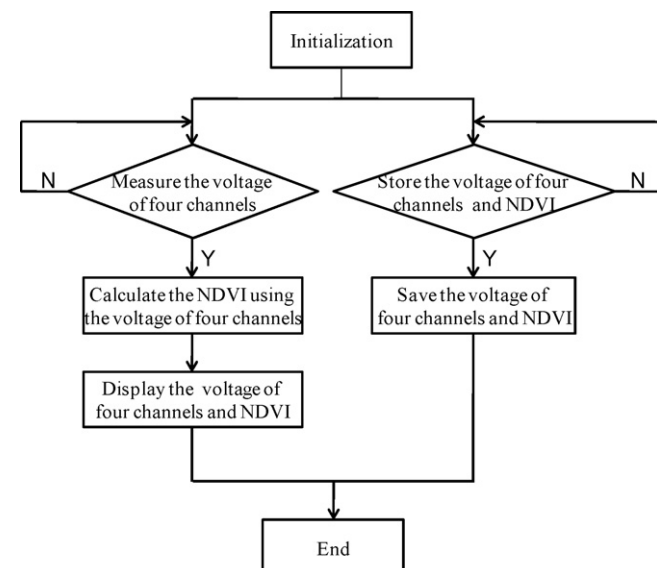 Initialization
N
Measure the voltage
of four channels
Store the voltage of four
channels and NDVI
N
Y
Y
Calculate the NDVI using
the voltage of four channels
Save the voltage of
four channels and NDVI
Display the voltage of
four channels and NDVI
End